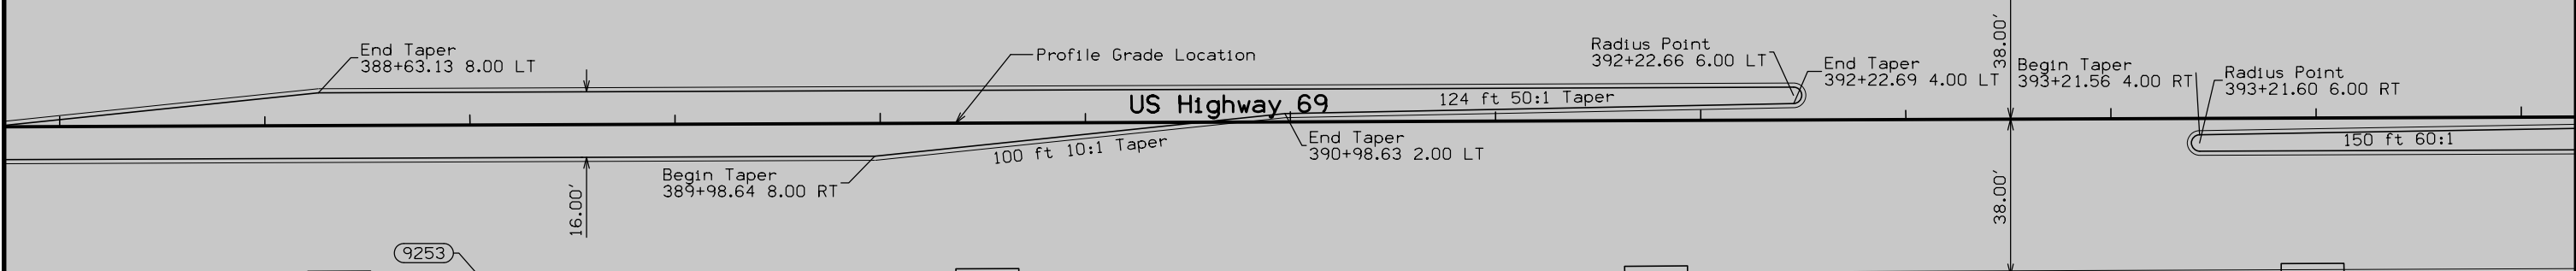 End Taper
388+63.13 8.00 LT
Profile Grade Location
Radius Point
392+22.66 6.00 LT
End Taper
392+22.69 4.00 LT
38.00'
Begin Taper
393+21.56 4.00 RT
Radius Point
393+21.60 6.00 RT
US Highway 69
124 ft 50:1 Taper
100 ft 10:1 Taper
End Taper
390+98.63 2.00 LT
150 ft 60:1
Begin Taper
389+98.64 8.00 RT
16.00'
38.00'
9253